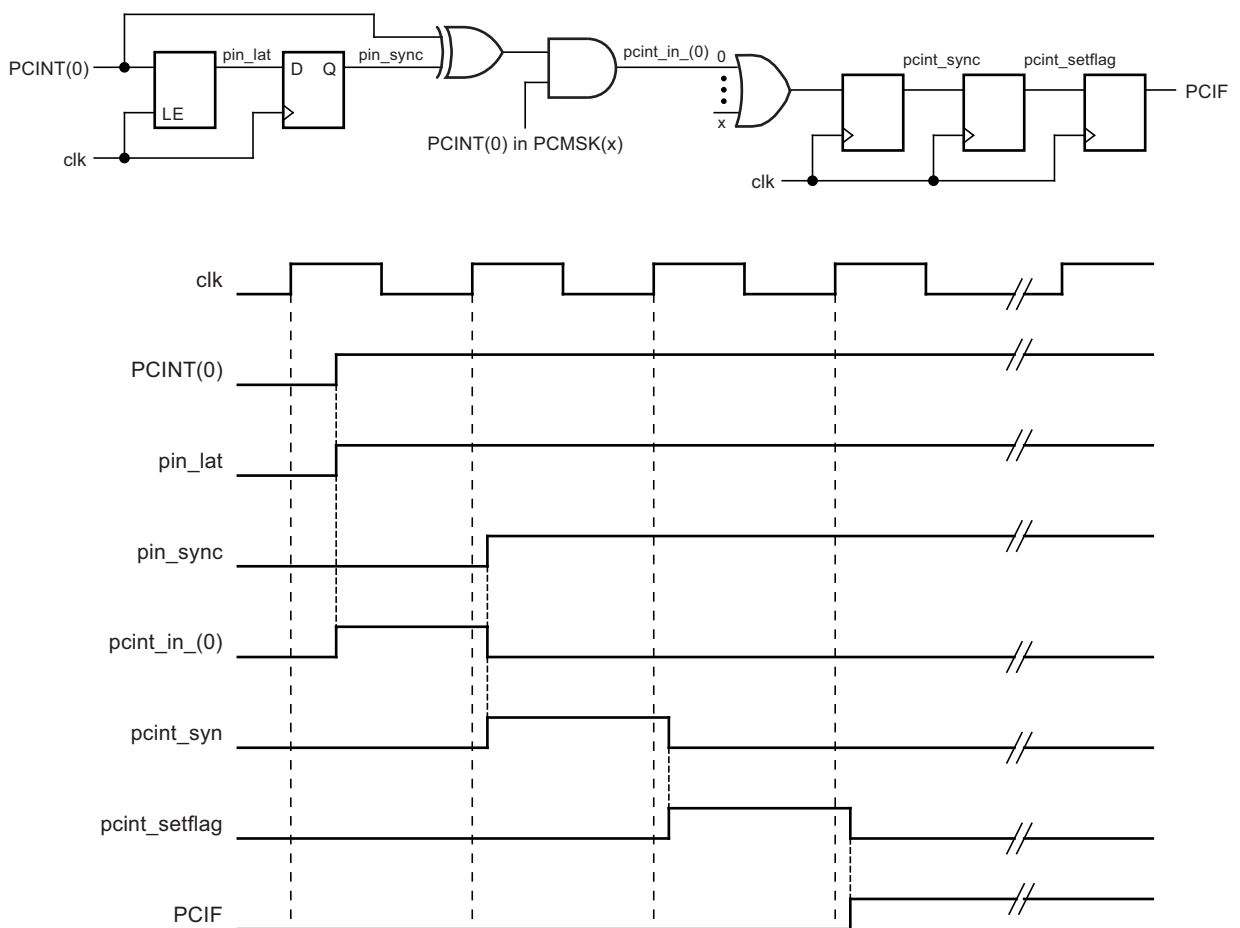 PCINT(0)
pin_lat
pin_sync
D Q
LE
clk
PCINT(0) in PCMSK(x)
pcint_in_(0) 0
x
pcint_sync
pcint_setflag
PCIF
clk
clk
PCINT(0)
pin_lat
pin_sync
pcint_in_(0)
pcint_syn
pcint_setflag
PCIF